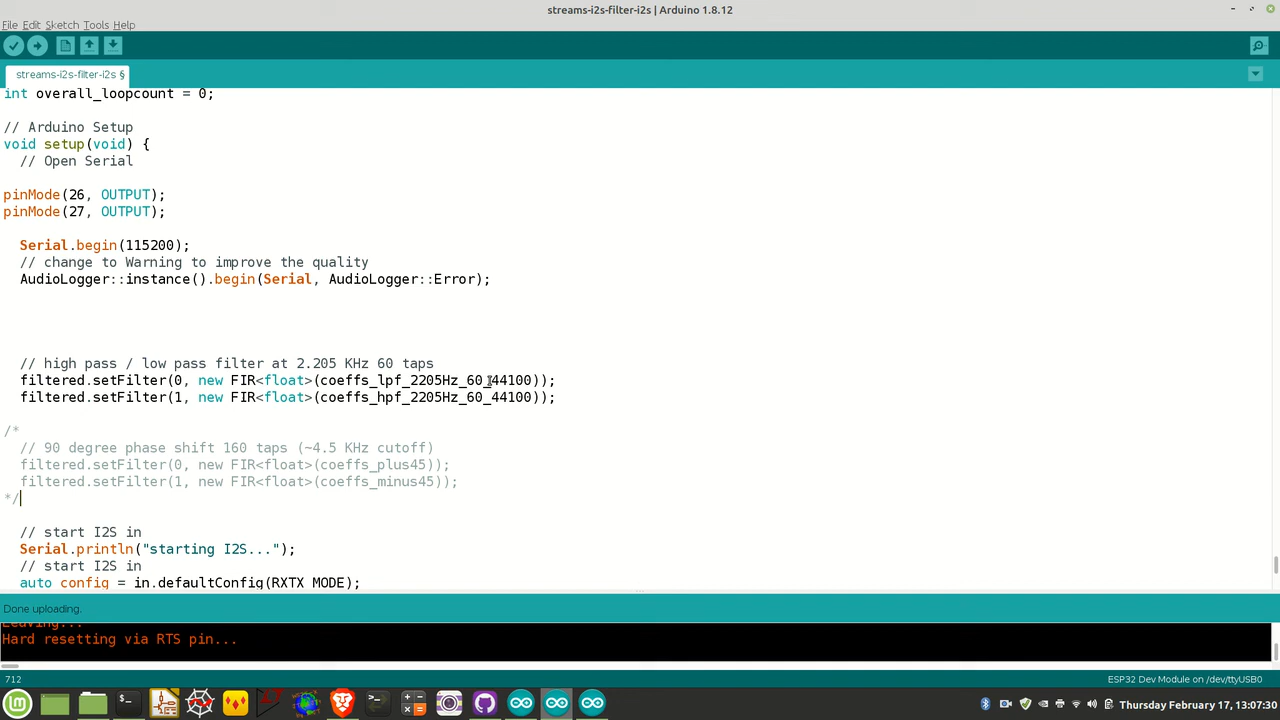 streams-i2s-filter-i2s | Arduino 1.8.12
File Edit Sketch Tools Help
streams-i2s-filter-i2s §
int overall_loopcount = 0;
// Arduino Setup
void setup(void) {
// Open Serial
pinMode(26, OUTPUT);
pinMode(27, OUTPUT);
Serial.begin(115200);
// change to Warning to improve the quality
AudioLogger::instance().begin(Serial, AudioLogger::Error);
// high pass / low pass filter at 2.205 KHz 60 taps
filtered.setFilter(0, new FIR<float>(coeffs_lpf_2205Hz_60_44100));
filtered.setFilter(1, new FIR<float>(coeffs_hpf_2205Hz_60_44100));
/*
// 90 degree phase shift 160 taps (~4.5 KHz cutoff)
filtered.setFilter(0, new FIR<float>(coeffs_plus45));
filtered.setFilter(1, new FIR<float>(coeffs_minus45));
*/
// start I2S in
Serial.println("starting I2S...");
// start I2S in
auto config = in.defaultConfig(RXTX_MODE);
Done uploading.
Leaving...
Hard resetting via RTS pin...
712
ESP32 Dev Module on /dev/ttyUSB0
Thursday February 17, 13:07:30